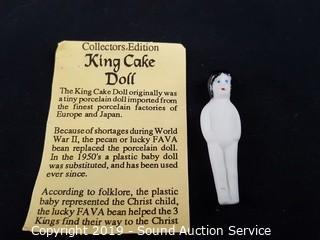 Collectors Edition
King Cake
Doll
The King Cake Doll originally was
a tiny porcelain doll imported from
the finest porcelain factories of
Europe and Japan.
Because of shortages during World
War II, the pecan or lucky FAVA
bean replaced the porcelain doll.
In the 1950's a plastic baby doll
was substituted, and has been used
ever since.
According to folklore, the plastic
baby represented the Christ child,
the lucky FAVA bean helped the 3
Kings find their way to the Christ
Copyright 2019 - SoldOnCompass.com